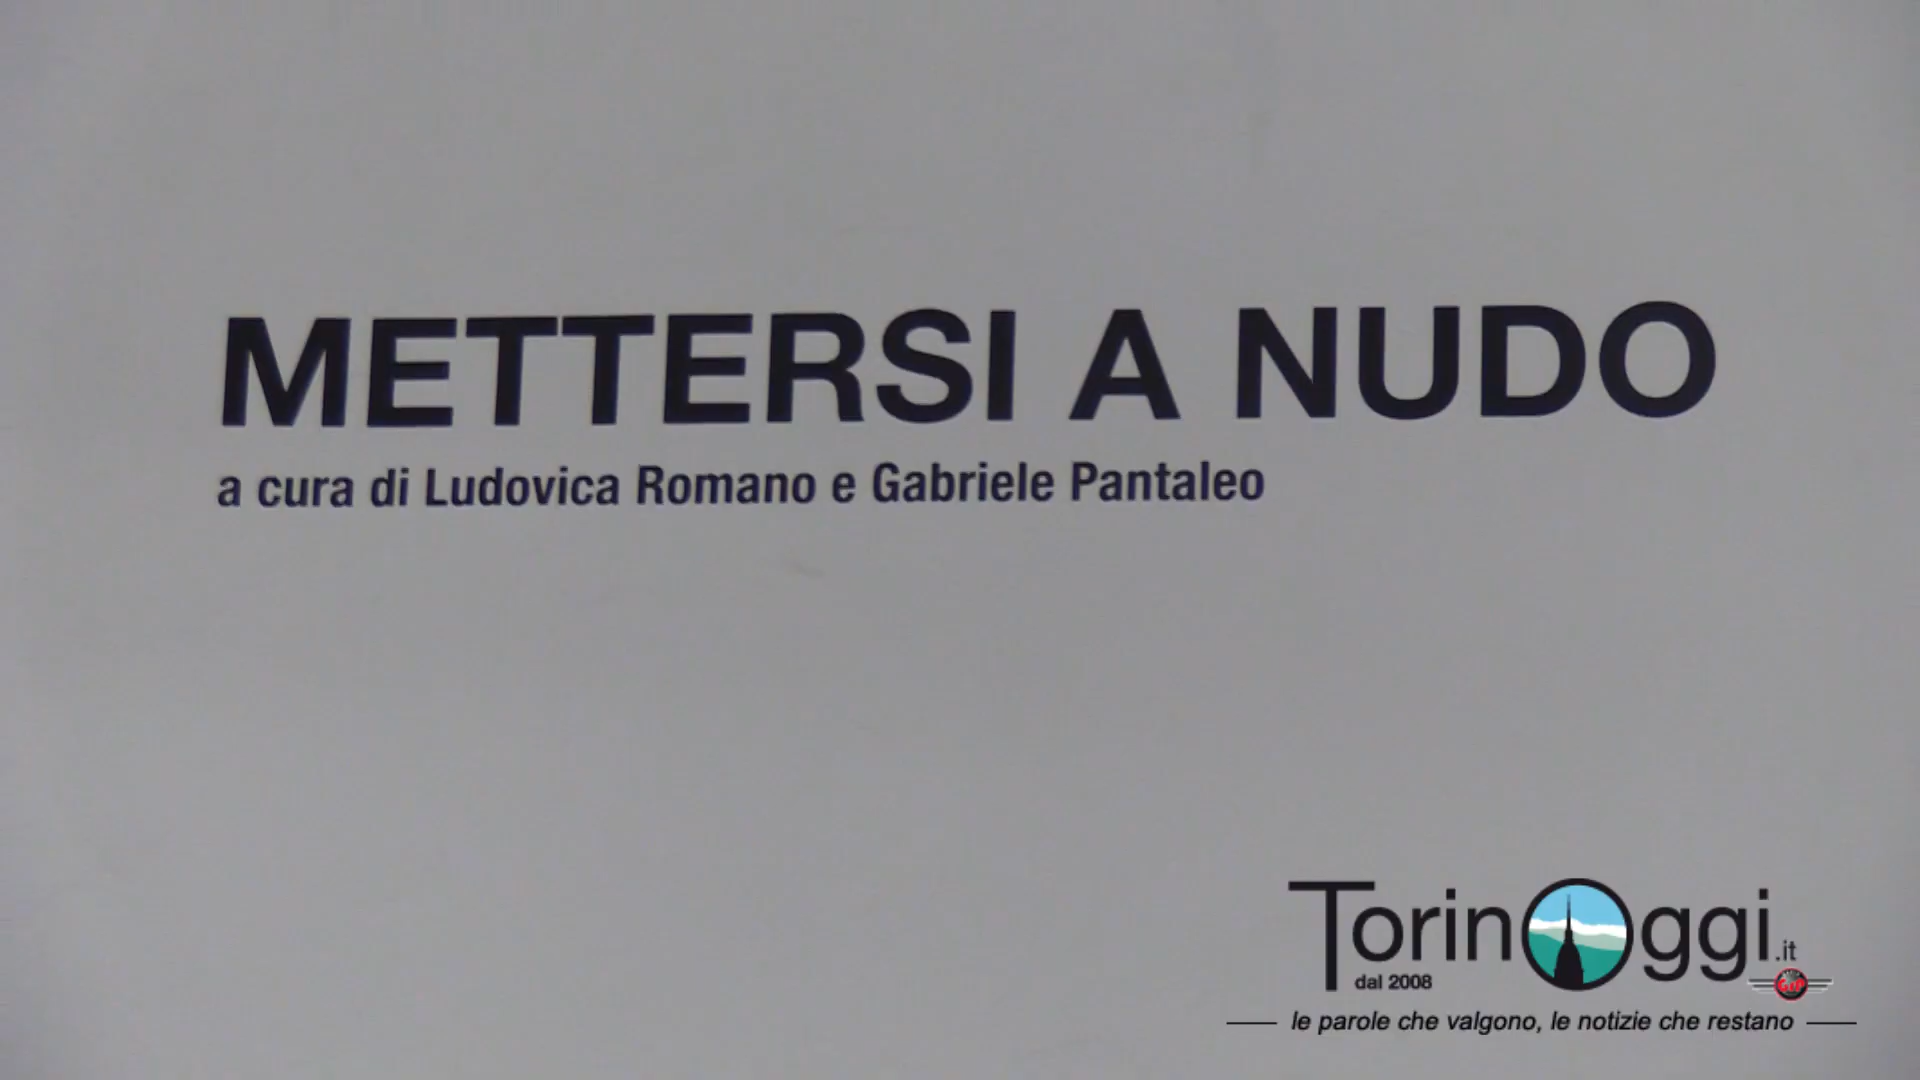 METTERSI A NUDO
a cura di Ludovica Romano e Gabriele Pantaleo
TorinOggi.it
dal 2008
GiP
le parole che valgono, le notizie che restano